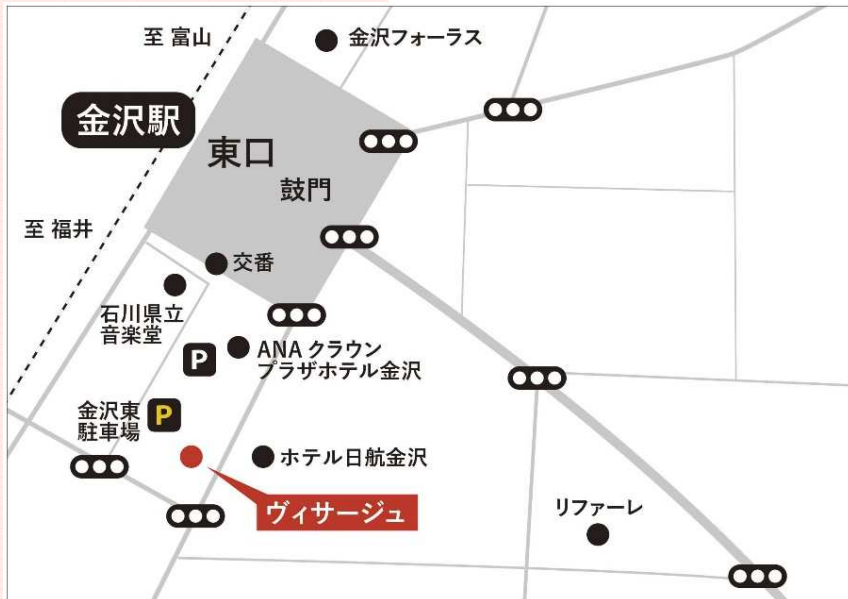 至 富山
金沢フォーラス
金沢駅
東口
鼓門
至 福井
交番
石川県立
音楽堂
P
ANA クラウン
プラザホテル金沢
金沢東
駐車場
P
ホテル日航金沢
ヴィサージュ
リファーレ